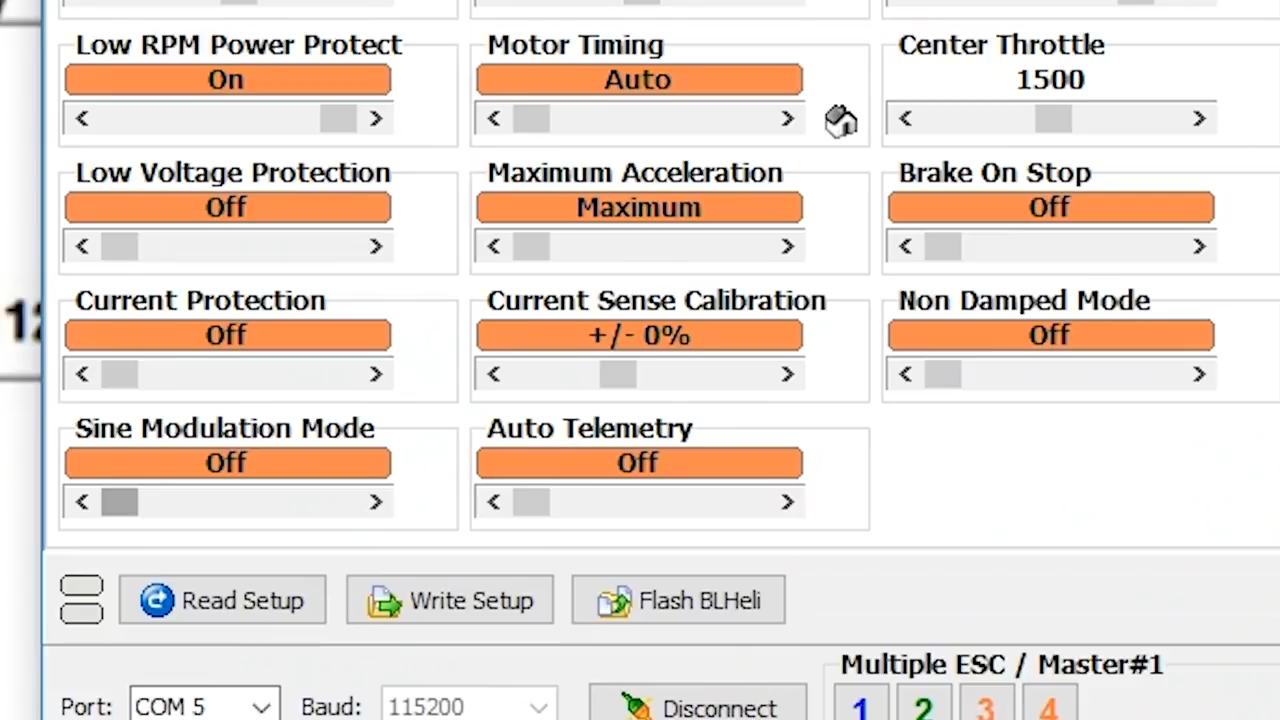 Low RPM Power Protect
On
Motor Timing
Auto
Center Throttle
1500
Low Voltage Protection
Off
Maximum Acceleration
Maximum
Brake On Stop
Off
Current Protection
Off
Current Sense Calibration
+/- 0%
Non Damped Mode
Off
Sine Modulation Mode
Off
Auto Telemetry
Off
Read Setup
Write Setup
Flash BLHeli
Multiple ESC / Master#1
Port: COM 5 Baud: 115200 Disconnect 1 2 3 4